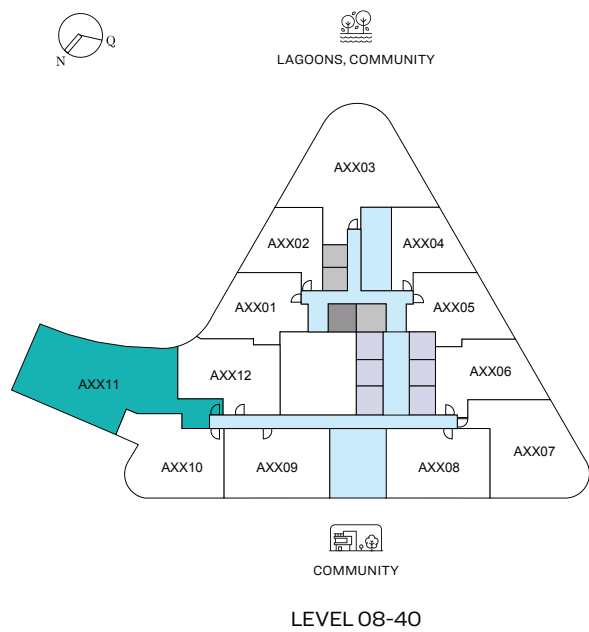 N
Q
LAGOONS, COMMUNITY
AXX03
AXX02
AXX04
AXX01
AXX05
AXX11
AXX12
AXX06
AXX10
AXX09
AXX08
AXX07
COMMUNITY
LEVEL 08-40